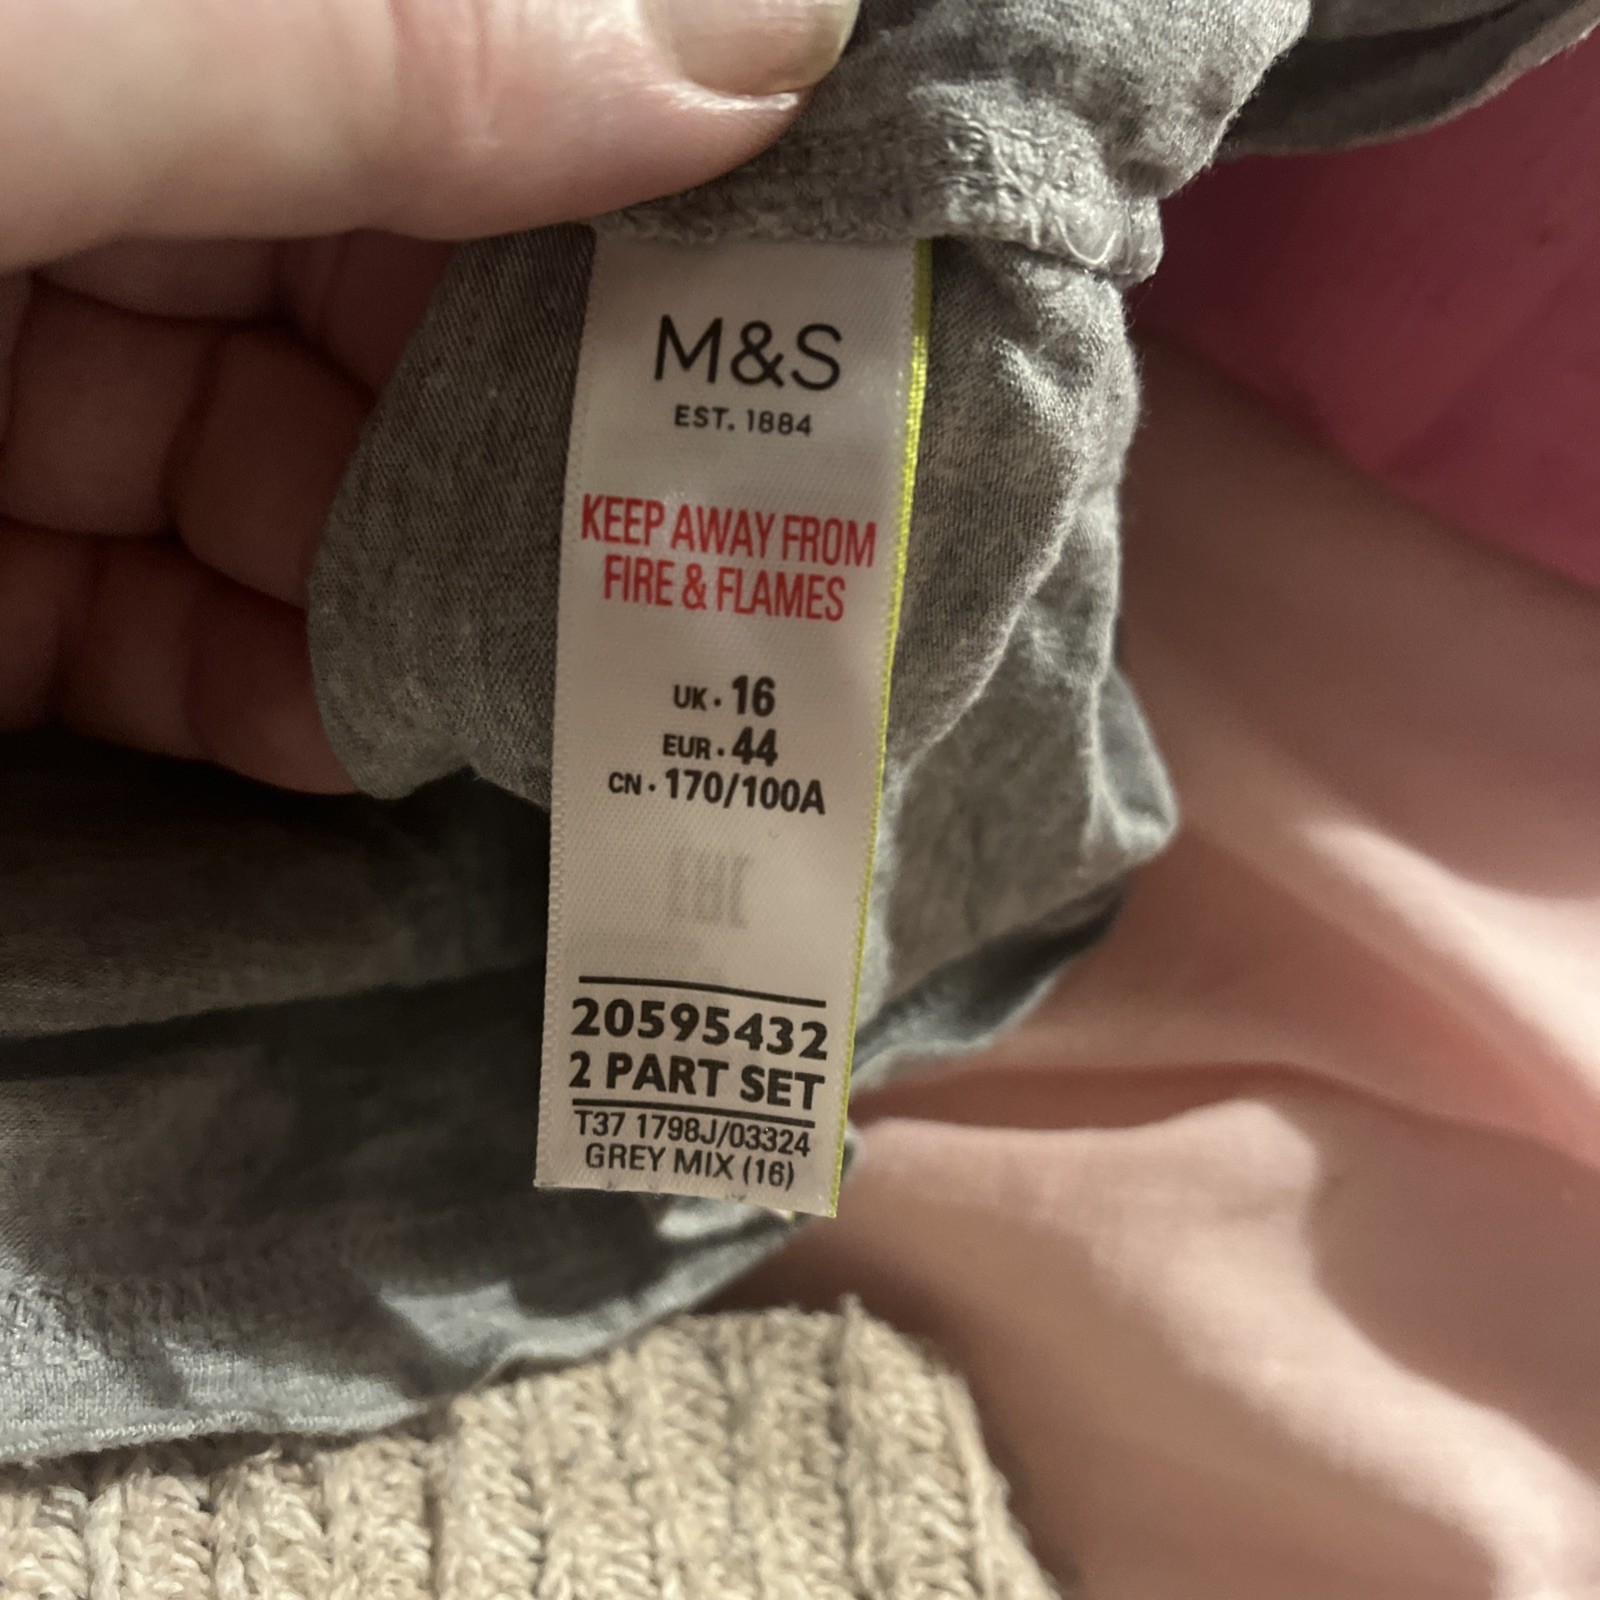 M&S
EST. 1884
KEEP AWAY FROM
FIRE & FLAMES
UK · 16
EUR · 44
CN · 170/100A
20595432
2 PART SET
T37 1798J/03324
GREY MIX (16)